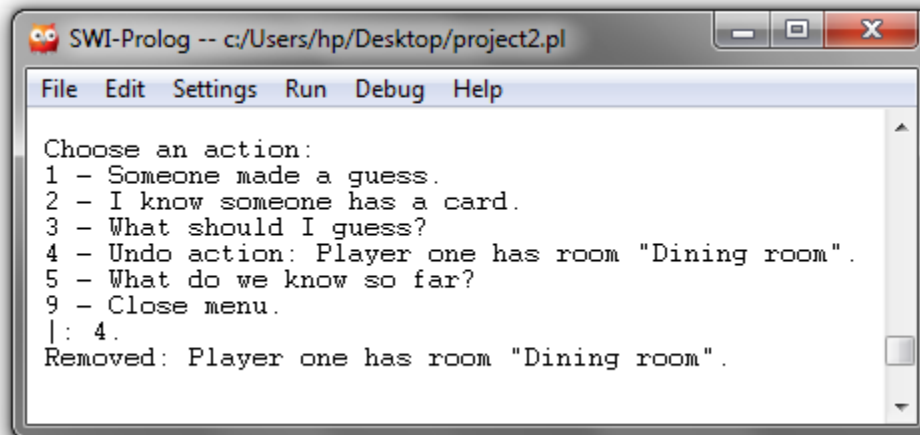 SWI-Prolog -- c:/Users/hp/Desktop/project2.pl
File Edit Settings Run Debug Help
Choose an action:
1 - Someone made a guess.
2 - I know someone has a card.
3 - What should I guess?
4 - Undo action: Player one has room "Dining room".
5 - What do we know so far?
9 - Close menu.
|: 4.
Removed: Player one has room "Dining room".